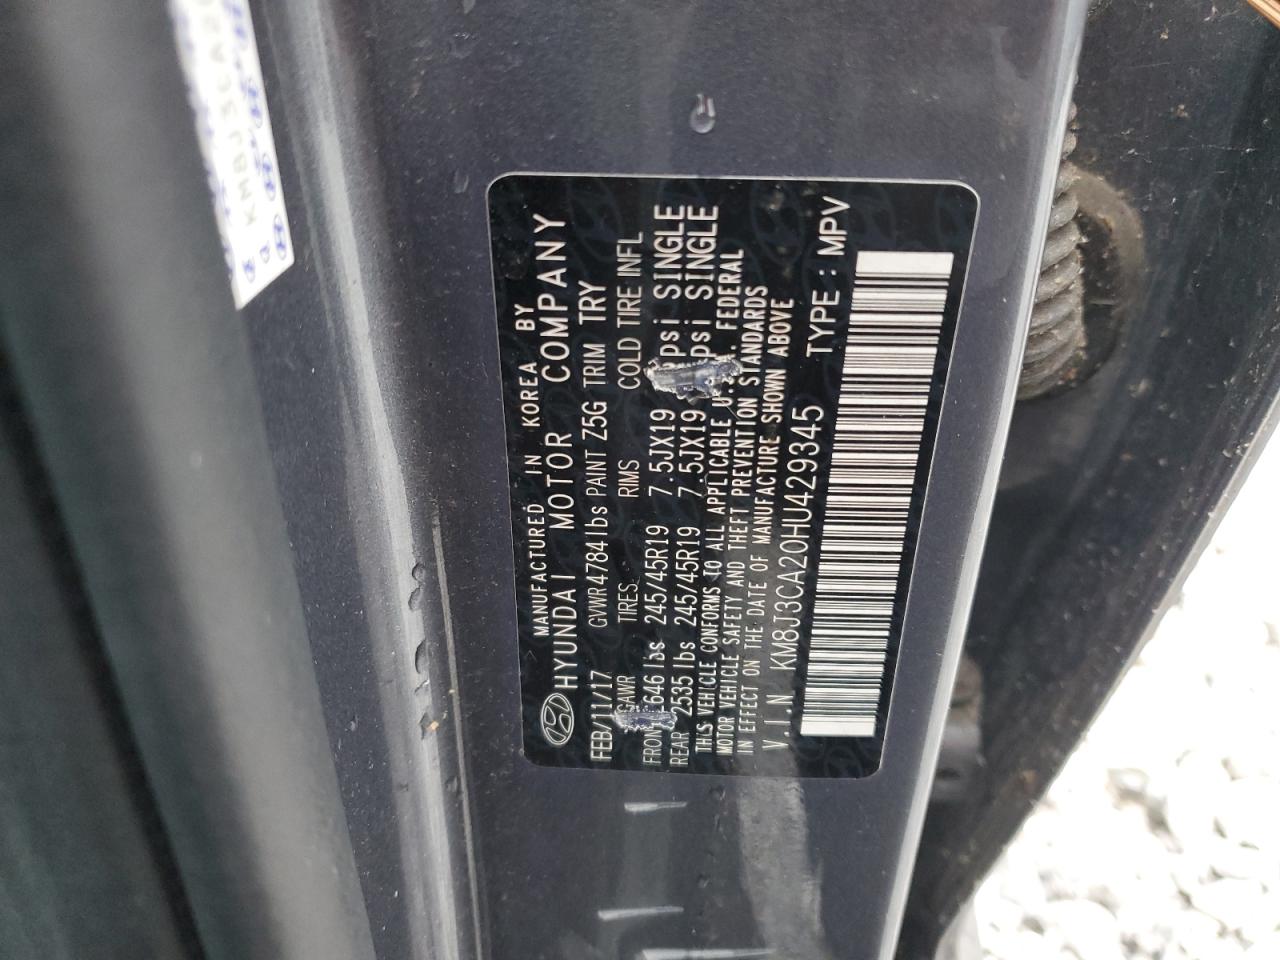 MANUFACTURED IN KOREA BY
HYUNDAI MOTOR COMPANY
FEB/11/17 GVWR 4784 lbs PAINT Z5G TRIM TRY
GAWR TIRES RIMS COLD TIRE INFL
FRONT 646 lbs 245/45R19 7.5JX19 psi SINGLE
REAR 2535 lbs 245/45R19 7.5JX19 psi SINGLE
THIS VEHICLE CONFORMS TO ALL APPLICABLE U.S. FEDERAL
MOTOR VEHICLE SAFETY AND THEFT PREVENTION STANDARDS
IN EFFECT ON THE DATE OF MANUFACTURE SHOWN ABOVE
V.I.N KM8J3CA20HU429345 TYPE : MPV